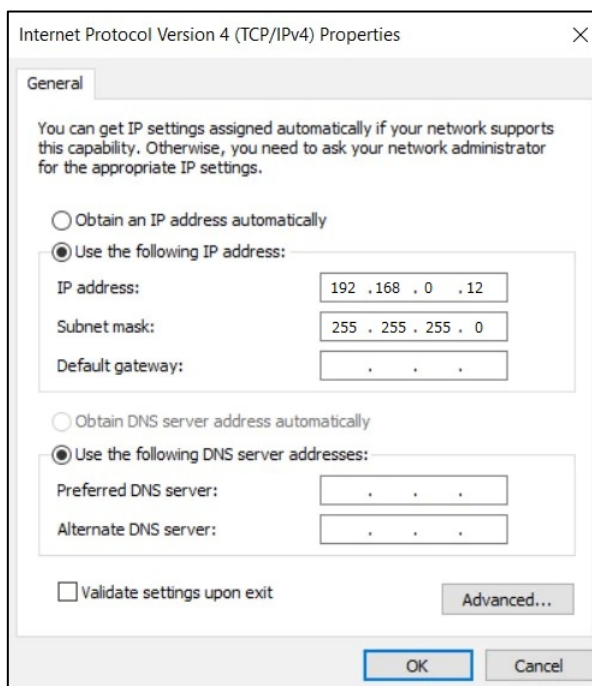 Internet Protocol Version 4 (TCP/IPv4) Properties
General
You can get IP settings assigned automatically if your network supports
this capability. Otherwise, you need to ask your network administrator
for the appropriate IP settings.
Obtain an IP address automatically
Use the following IP address:
IP address: 192 .168 . 0 .12
Subnet mask: 255 . 255 . 255 . 0
Default gateway: . . .
Obtain DNS server address automatically
Use the following DNS server addresses:
Preferred DNS server: . . .
Alternate DNS server: . . .
Validate settings upon exit
Advanced...
OK Cancel